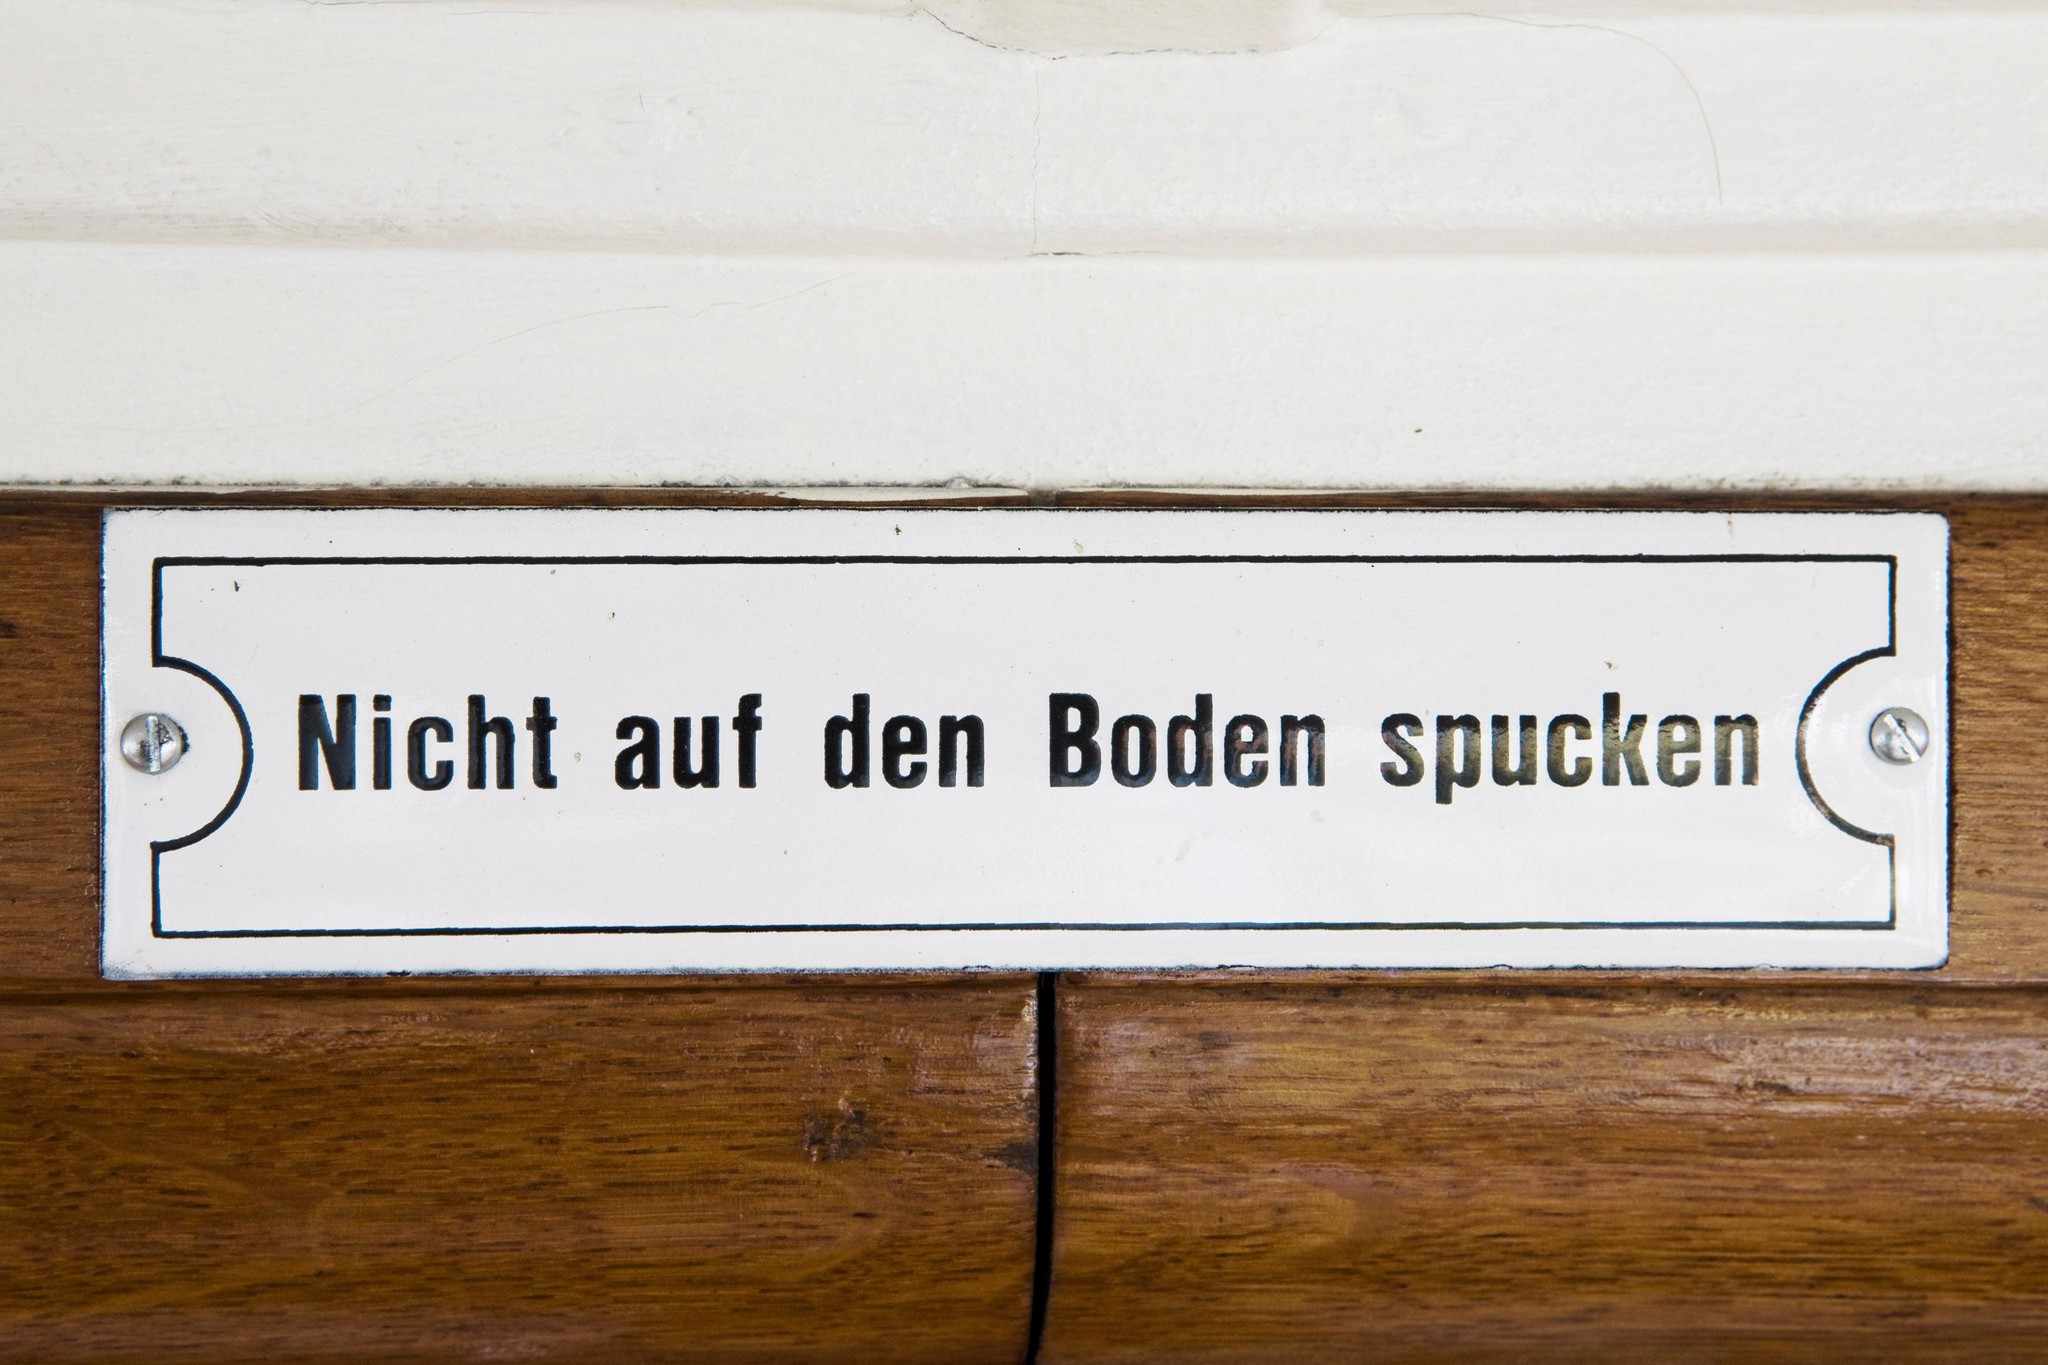 Nicht auf den Boden spucken